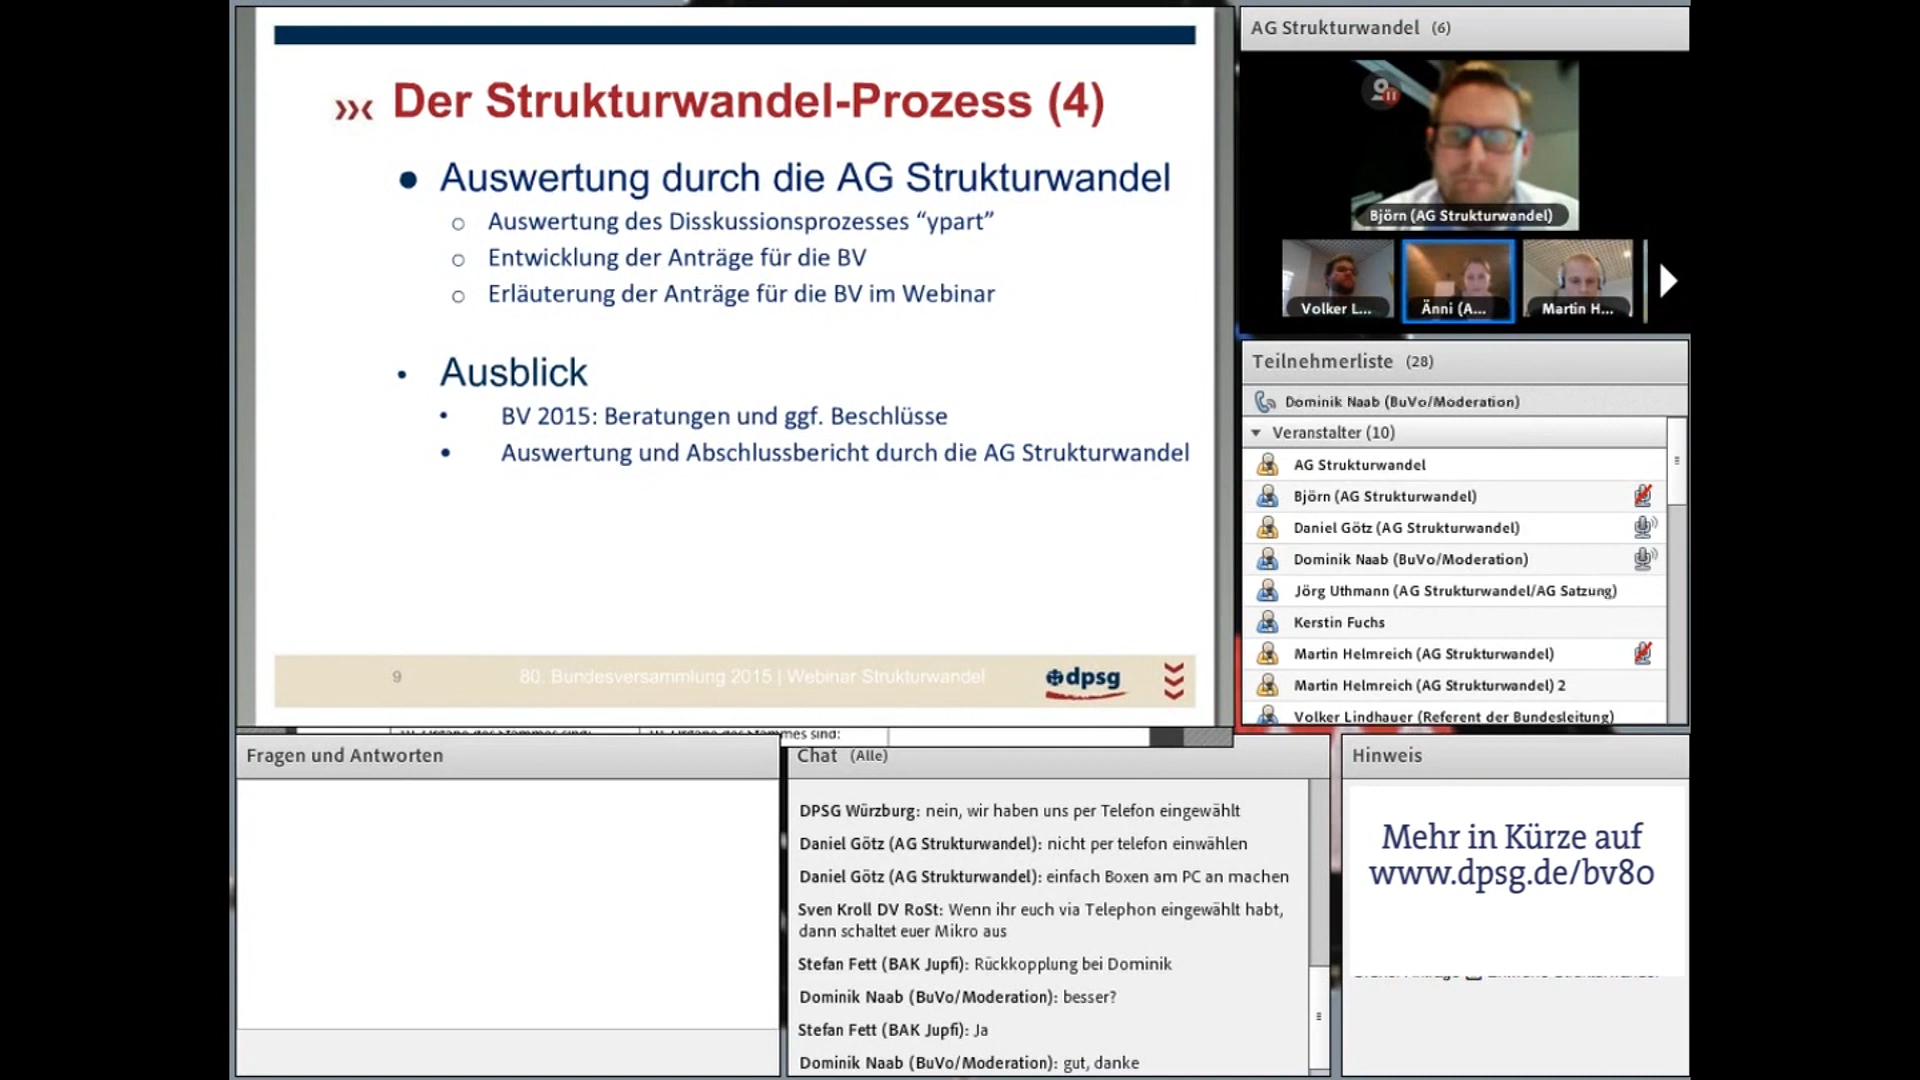 Der Strukturwandel-Prozess (4)
Auswertung durch die AG Strukturwandel
Auswertung des Disskussionsprozesses “ypart”
Entwicklung der Anträge für die BV
Erläuterung der Anträge für die BV im Webinar
Ausblick
BV 2015: Beratungen und ggf. Beschlüsse
Auswertung und Abschlussbericht durch die AG Strukturwandel
9
80. Bundesversammlung 2015 | Webinar Strukturwandel
dpsg
AG Strukturwandel (6)
Björn (AG Strukturwandel)
Volker L...
Änni (A...
Martin H...
Teilnehmerliste (28)
Dominik Naab (BuVo/Moderation)
Veranstalter (10)
AG Strukturwandel
Björn (AG Strukturwandel)
Daniel Götz (AG Strukturwandel)
Dominik Naab (BuVo/Moderation)
Jörg Uthmann (AG Strukturwandel/AG Satzung)
Kerstin Fuchs
Martin Helmreich (AG Strukturwandel)
Martin Helmreich (AG Strukturwandel) 2
Volker Lindhauer (Referent der Bundesleitung)
Fragen und Antworten
Chat (Alle)
DPSG Würzburg: nein, wir haben uns per Telefon eingewählt
Daniel Götz (AG Strukturwandel): nicht per telefon einwählen
Daniel Götz (AG Strukturwandel): einfach Boxen am PC an machen
Sven Kroll DV RoSt: Wenn ihr euch via Telephon eingewählt habt,
dann schaltet euer Mikro aus
Stefan Fett (BAK Jupfi): Rückkopplung bei Dominik
Dominik Naab (BuVo/Moderation): besser?
Stefan Fett (BAK Jupfi): Ja
Dominik Naab (BuVo/Moderation): gut, danke
Hinweis
Mehr in Kürze auf
www.dpsg.de/bv80